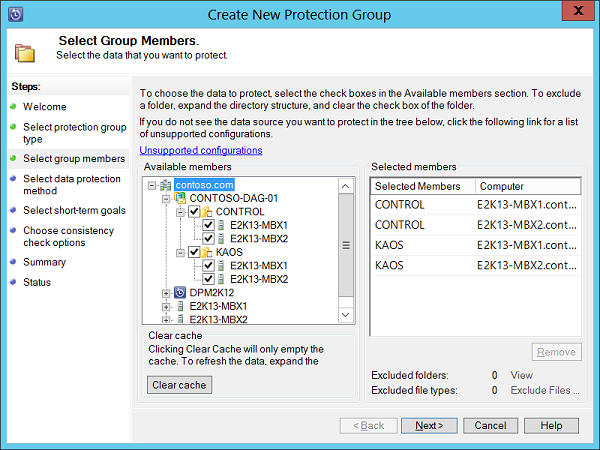 Create New Protection Group
X
Select Group Members.
Select the data that you want to protect.
Steps:
Welcome
Select protection group
type
Select group members
Select data protection
method
Select short-term goals
Choose consistency
check options
Summary
Status
To choose the data to protect, select the check boxes in the Available members section. To exclude
a folder, expand the directory structure, and clear the check box of the folder.
If you do not see the data source you want to protect in the tree below, click the following link for a list
of unsupported configurations.
Unsupported configurations
Available members
contoso.com
CONTOSO-DAG-01
CONTROL
E2K13-MBX1
E2K13-MBX2
KAOS
E2K13-MBX1
E2K13-MBX2
DPM2K12
E2K13-MBX1
E2K13-MBX2
Clear cache
Clicking Clear Cache will only empty the
cache. To refresh the data, expand the
Clear cache
Selected members
Selected Members Computer
CONTROL E2K13-MBX1.cont...
CONTROL E2K13-MBX2.cont...
KAOS E2K13-MBX1.cont...
KAOS E2K13-MBX2.cont...
Remove
Excluded folders: 0 View
Excluded file types: 0 Exclude Files ...
< Back Next > Cancel Help